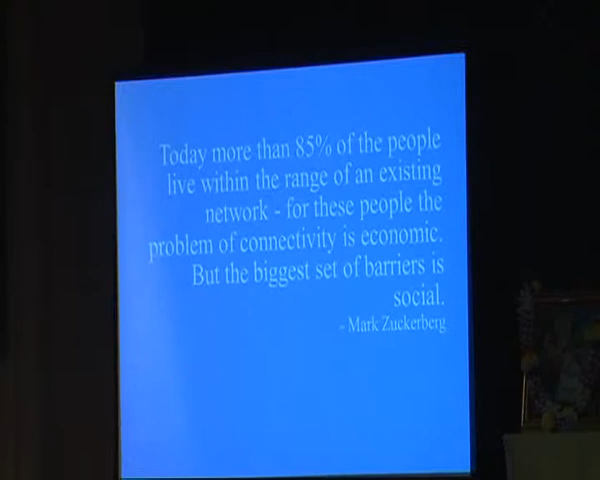 Today more than 85% of the people
live within the range of an existing
network - for these people the
problem of connectivity is economic.
But the biggest set of barriers is
social.
- Mark Zuckerberg